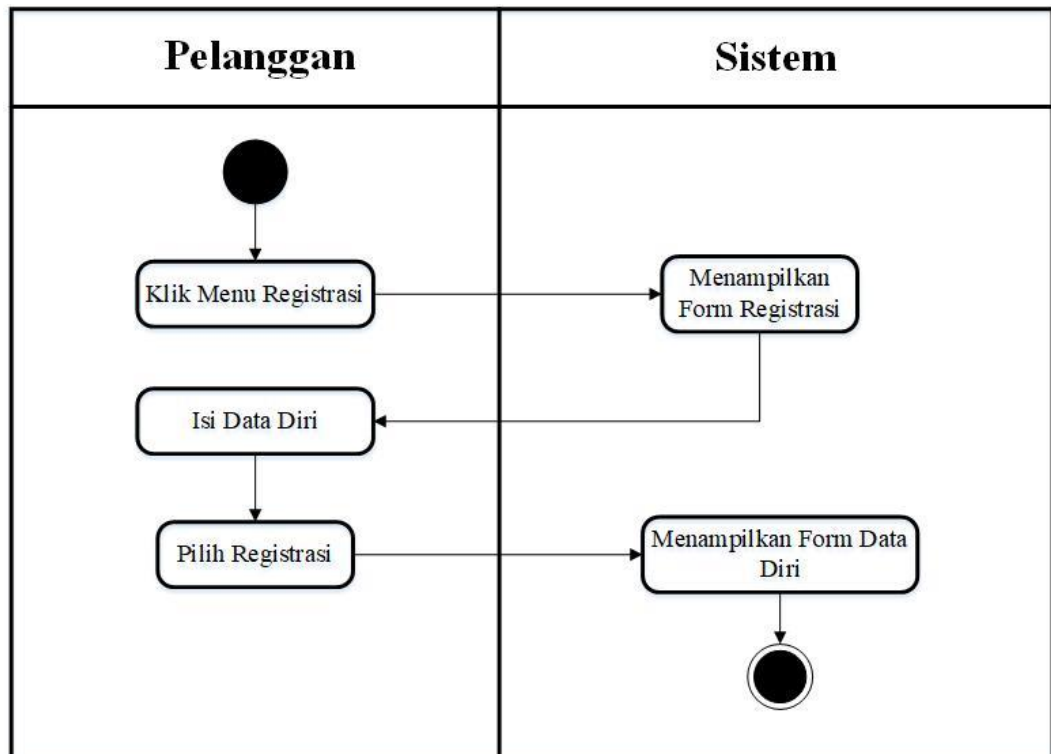 Pelanggan
Sistem
Klik Menu Registrasi
Menampilkan
Form Registrasi
Isi Data Diri
Pilih Registrasi
Menampilkan Form Data
Diri